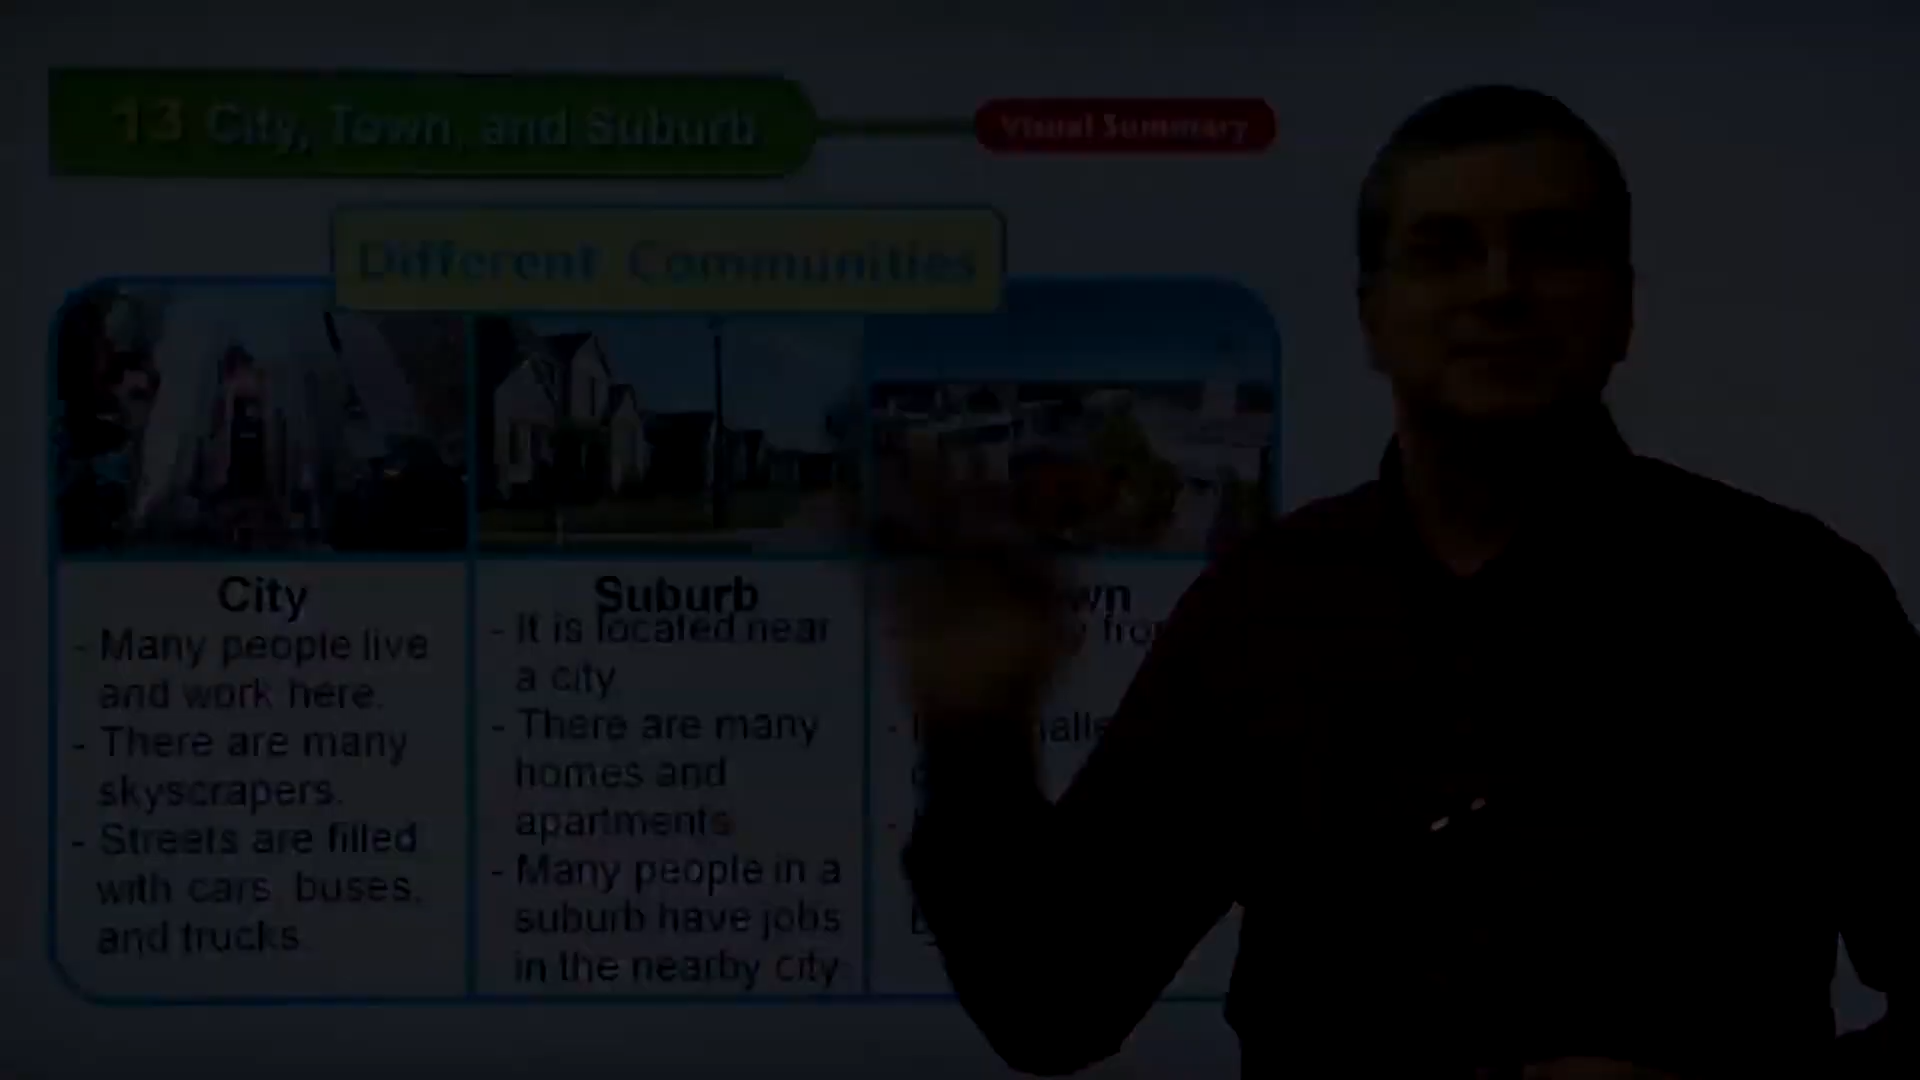 13 City, Town, and Suburb
Visual Summary
Different Communities
City
- Many people live
and work here.
- There are many
skyscrapers.
- Streets are filled
with cars, buses,
and trucks.
Suburb
- It is located near
a city
- There are many
homes and
apartments
- Many people in a
suburb have jobs
in the nearby city